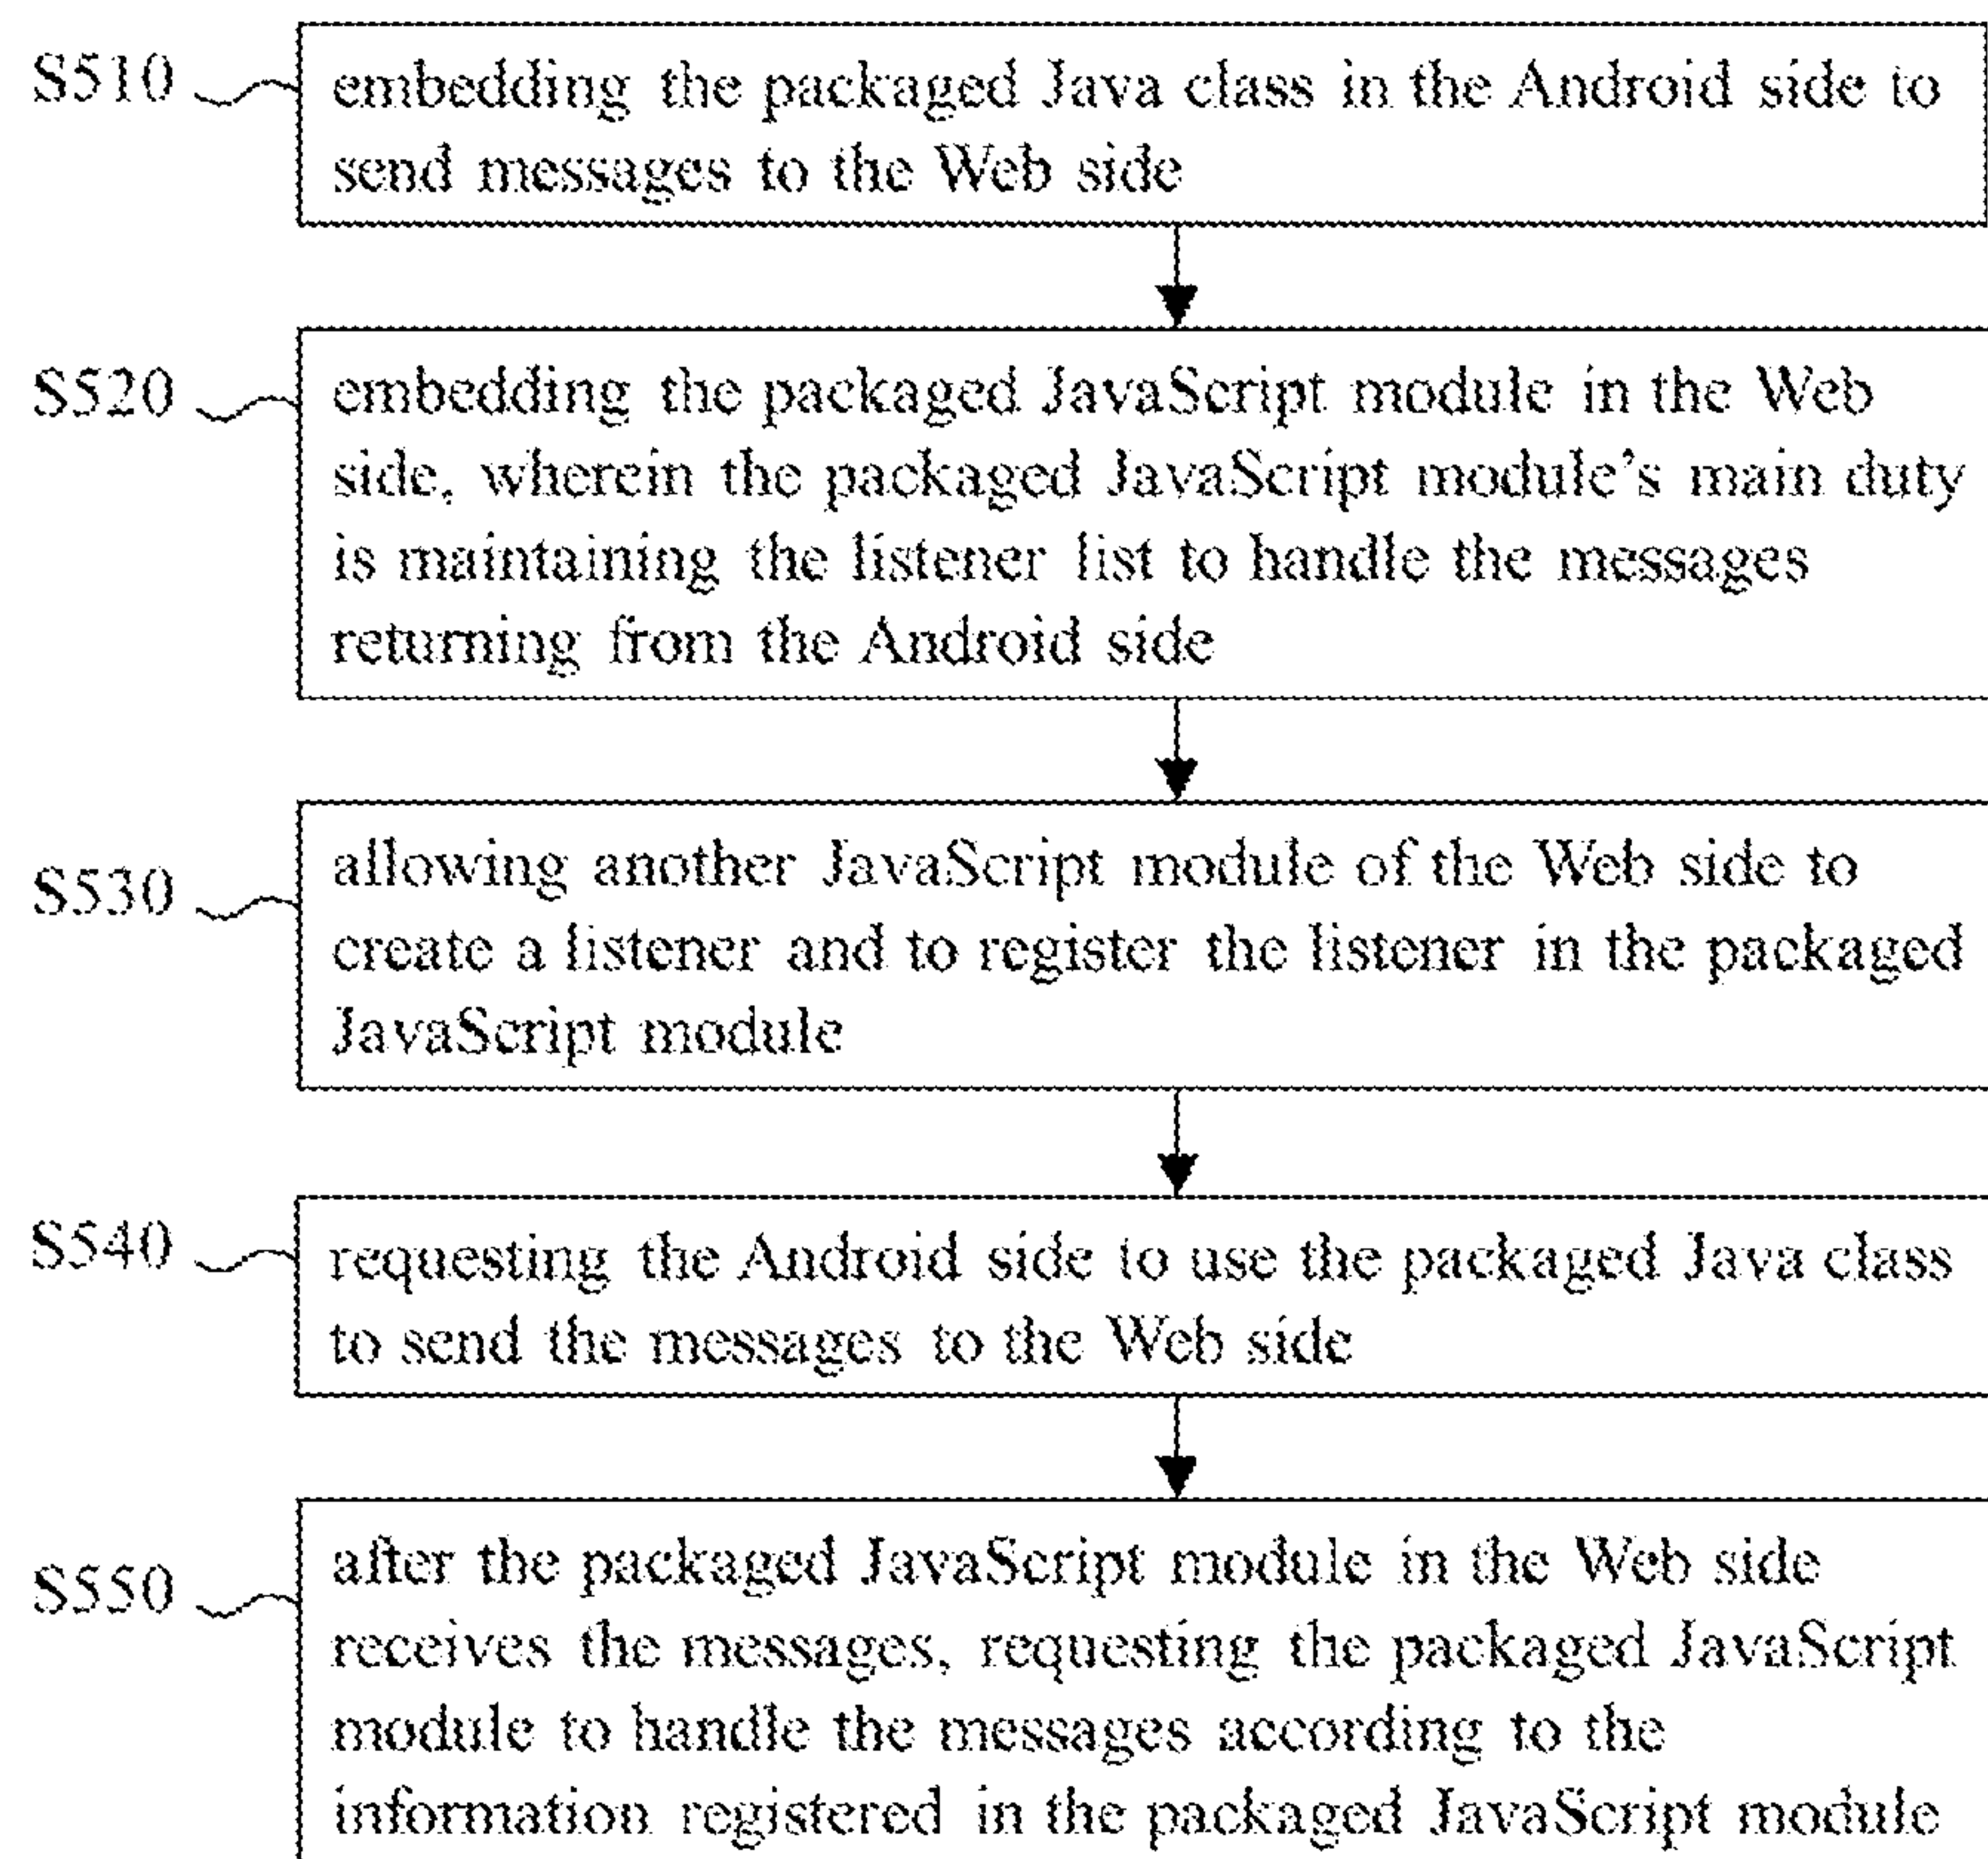 S510
embedding the packaged Java class in the Android side to
send messages to the Web side
S520
embedding the packaged JavaScript module in the Web
side, wherein the packaged JavaScript module's main duty
is maintaining the listener list to handle the messages
returning from the Android side
S530
allowing another JavaScript module of the Web side to
create a listener and to register the listener in the packaged
JavaScript module
S540
requesting the Android side to use the packaged Java class
to send the messages to the Web side
S550
after the packaged JavaScript module in the Web side
receives the messages, requesting the packaged JavaScript
module to handle the messages according to the
information registered in the packaged JavaScript module